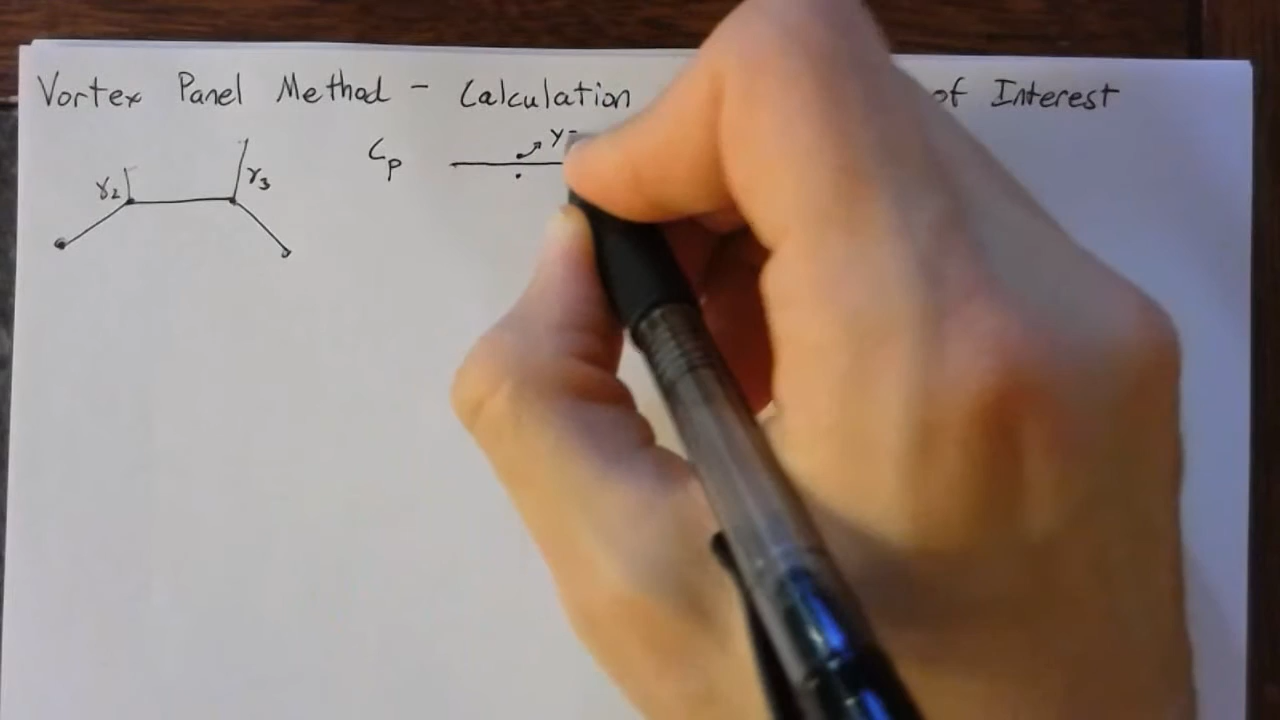 Vortex Panel Method - Calculation of Interest
γ2 γ3 Cp y=